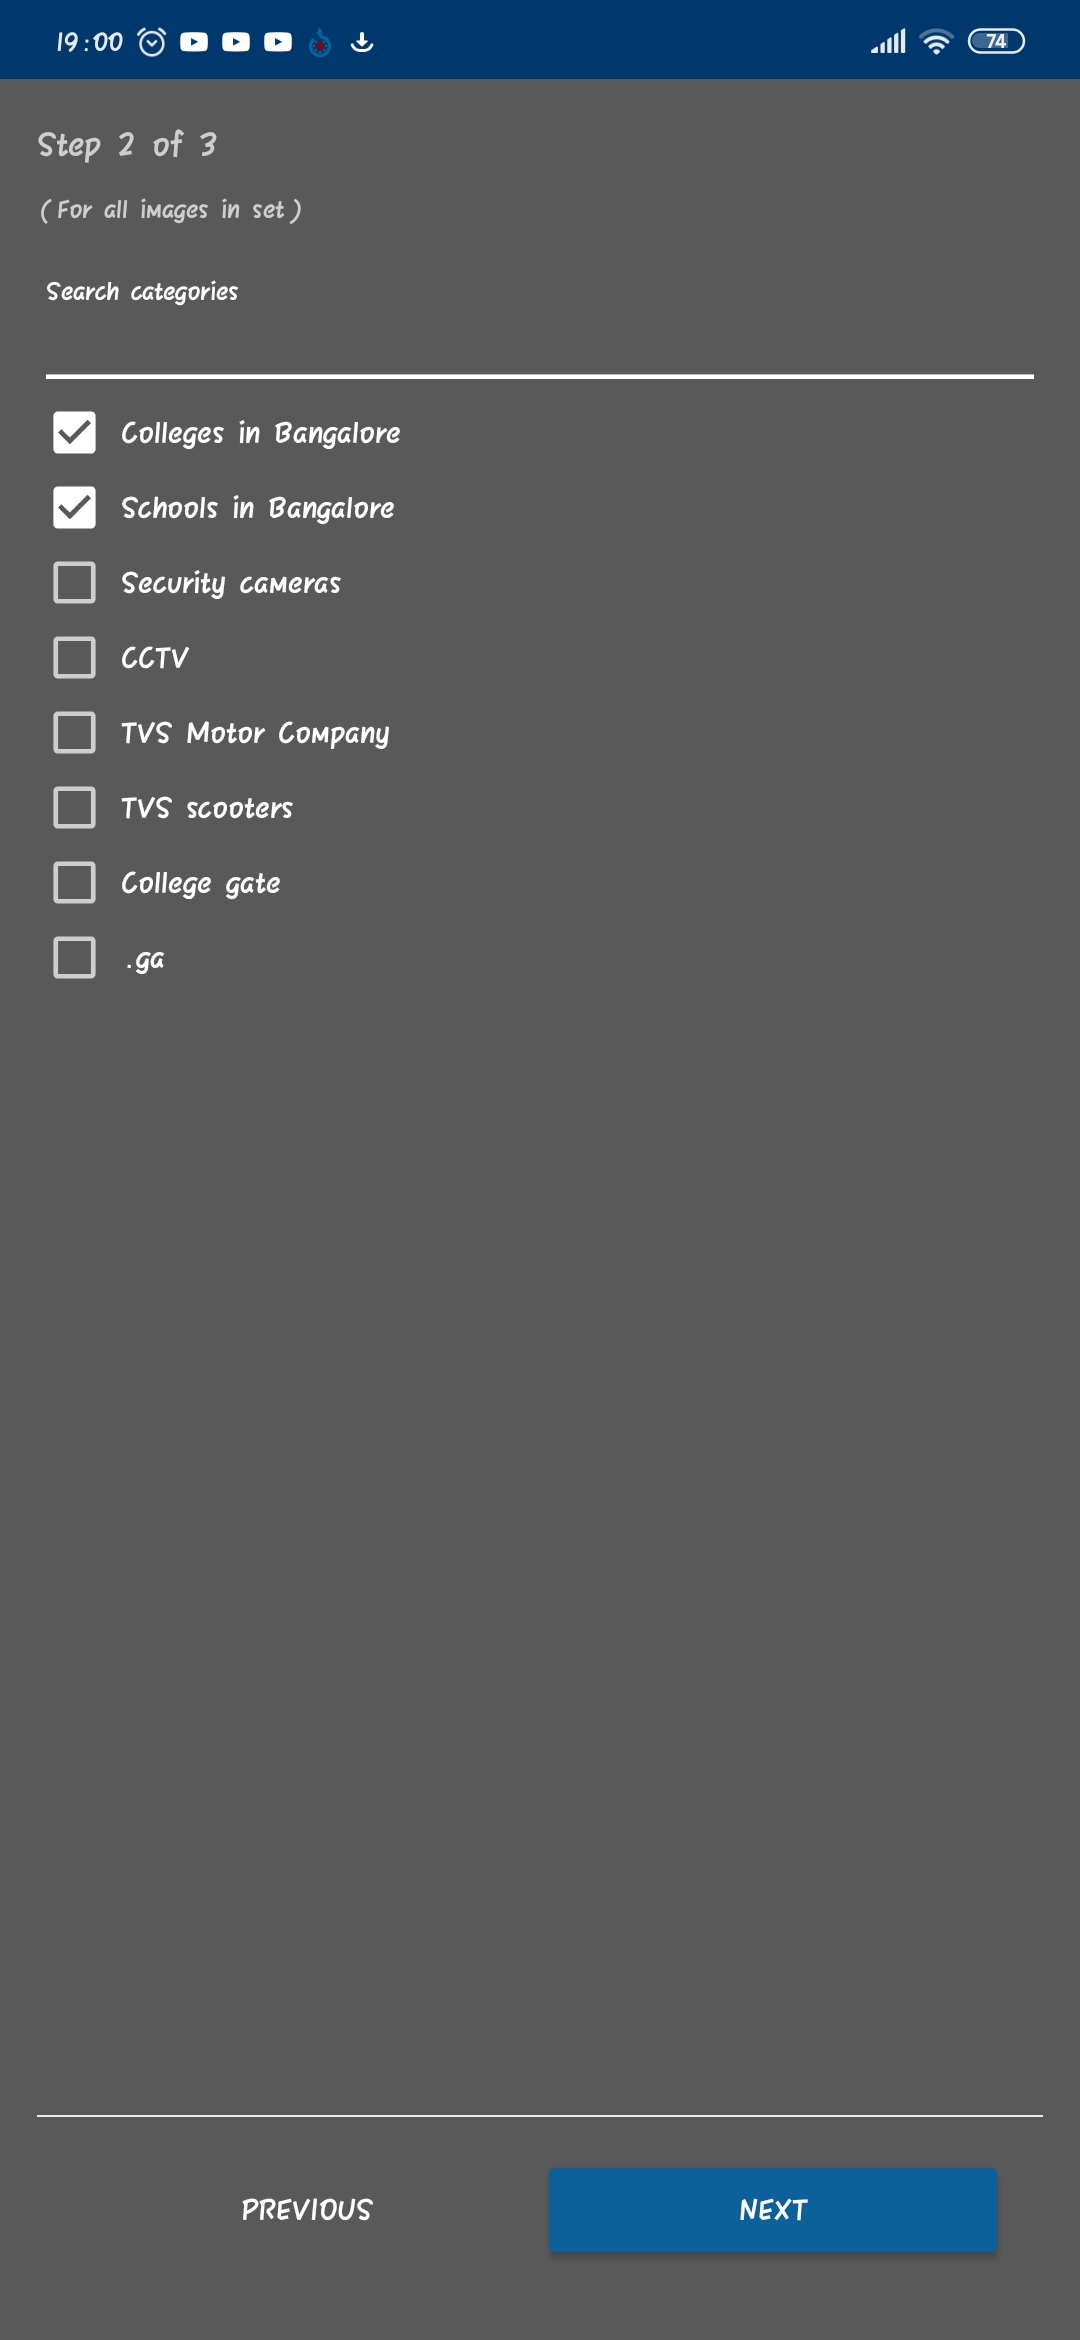 19:00 74
Step 2 of 3
(For all images in set)
Search categories
Colleges in Bangalore
Schools in Bangalore
Security cameras
CCTV
TVS Motor Company
TVS scooters
College gate
.ga
PREVIOUS NEXT